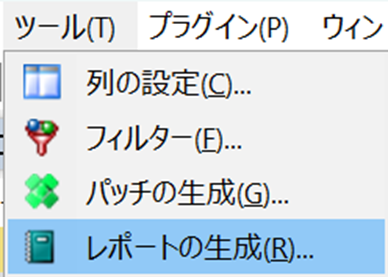 ツール(T) プラグイン(P) ウィン
列の設定(C)...
フィルター(F)...
パッチの生成(G)...
レポートの生成(R)...